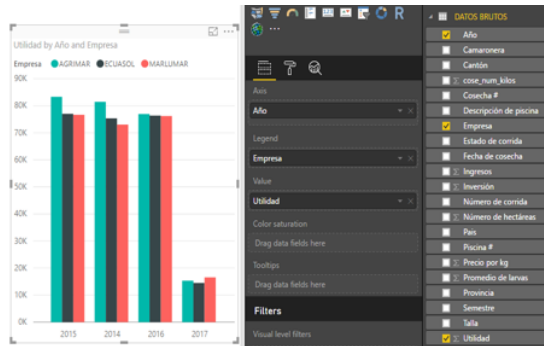 Utilidad by Año and Empresa
Empresa AGRIMAR ECUASOL MARLUMAR
90K
80K
70K
60K
50K
40K
30K
20K
10K
0K
2015 2014 2016 2017
R
Axis
Año
Legend
Empresa
Value
Utilidad
Color saturation
Drag data fields here
Tooltips
Drag data fields here
Filters
Visual level filters
DATOS BRUTOS
Año
Camaronera
Cantón
Σ cose_num_kilos
Cosecha #
Descripción de piscina
Empresa
Estado de corrida
Fecha de cosecha
Σ Ingresos
Σ Inversión
Número de corrida
Σ Número de hectáreas
Pais
Piscina #
Σ Precio por kg
Σ Promedio de larvas
Provincia
Semestre
Talla
Σ Utilidad